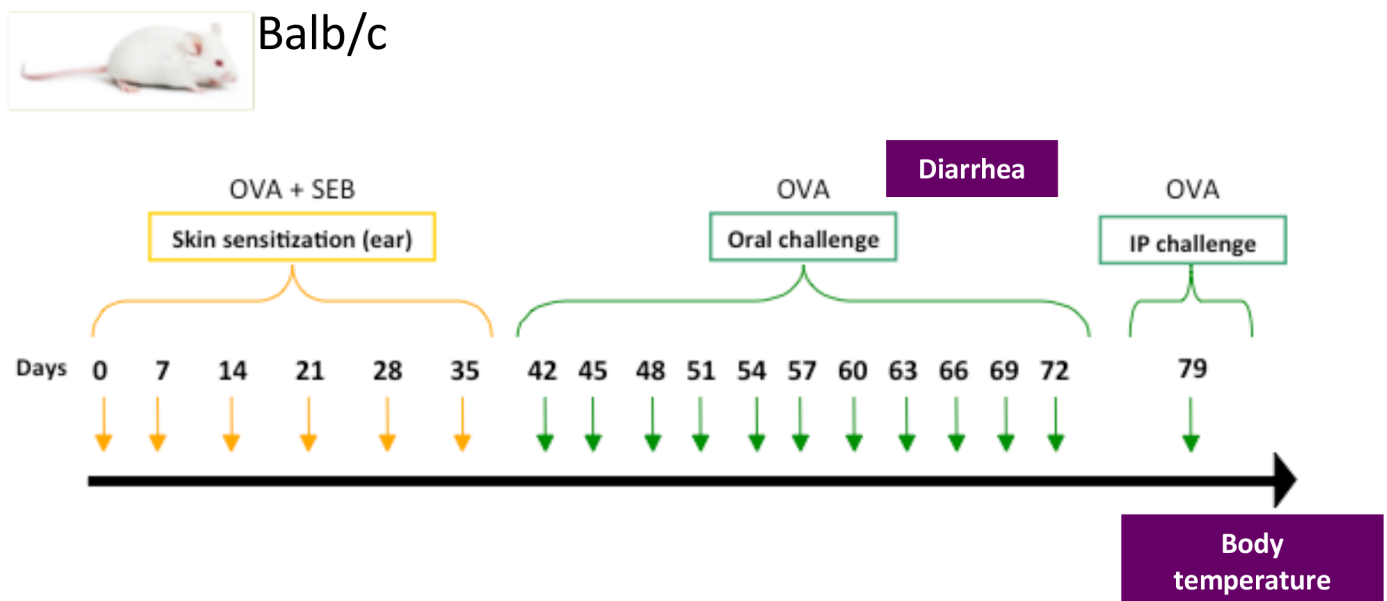 Balb/c
Diarrhea
OVA + SEB
OVA
OVA
Skin sensitization (ear)
Oral challenge
IP challenge
Days 0 7 14 21 28 35 42 45 48 51 54 57 60 63 66 69 72 79
Body
temperature